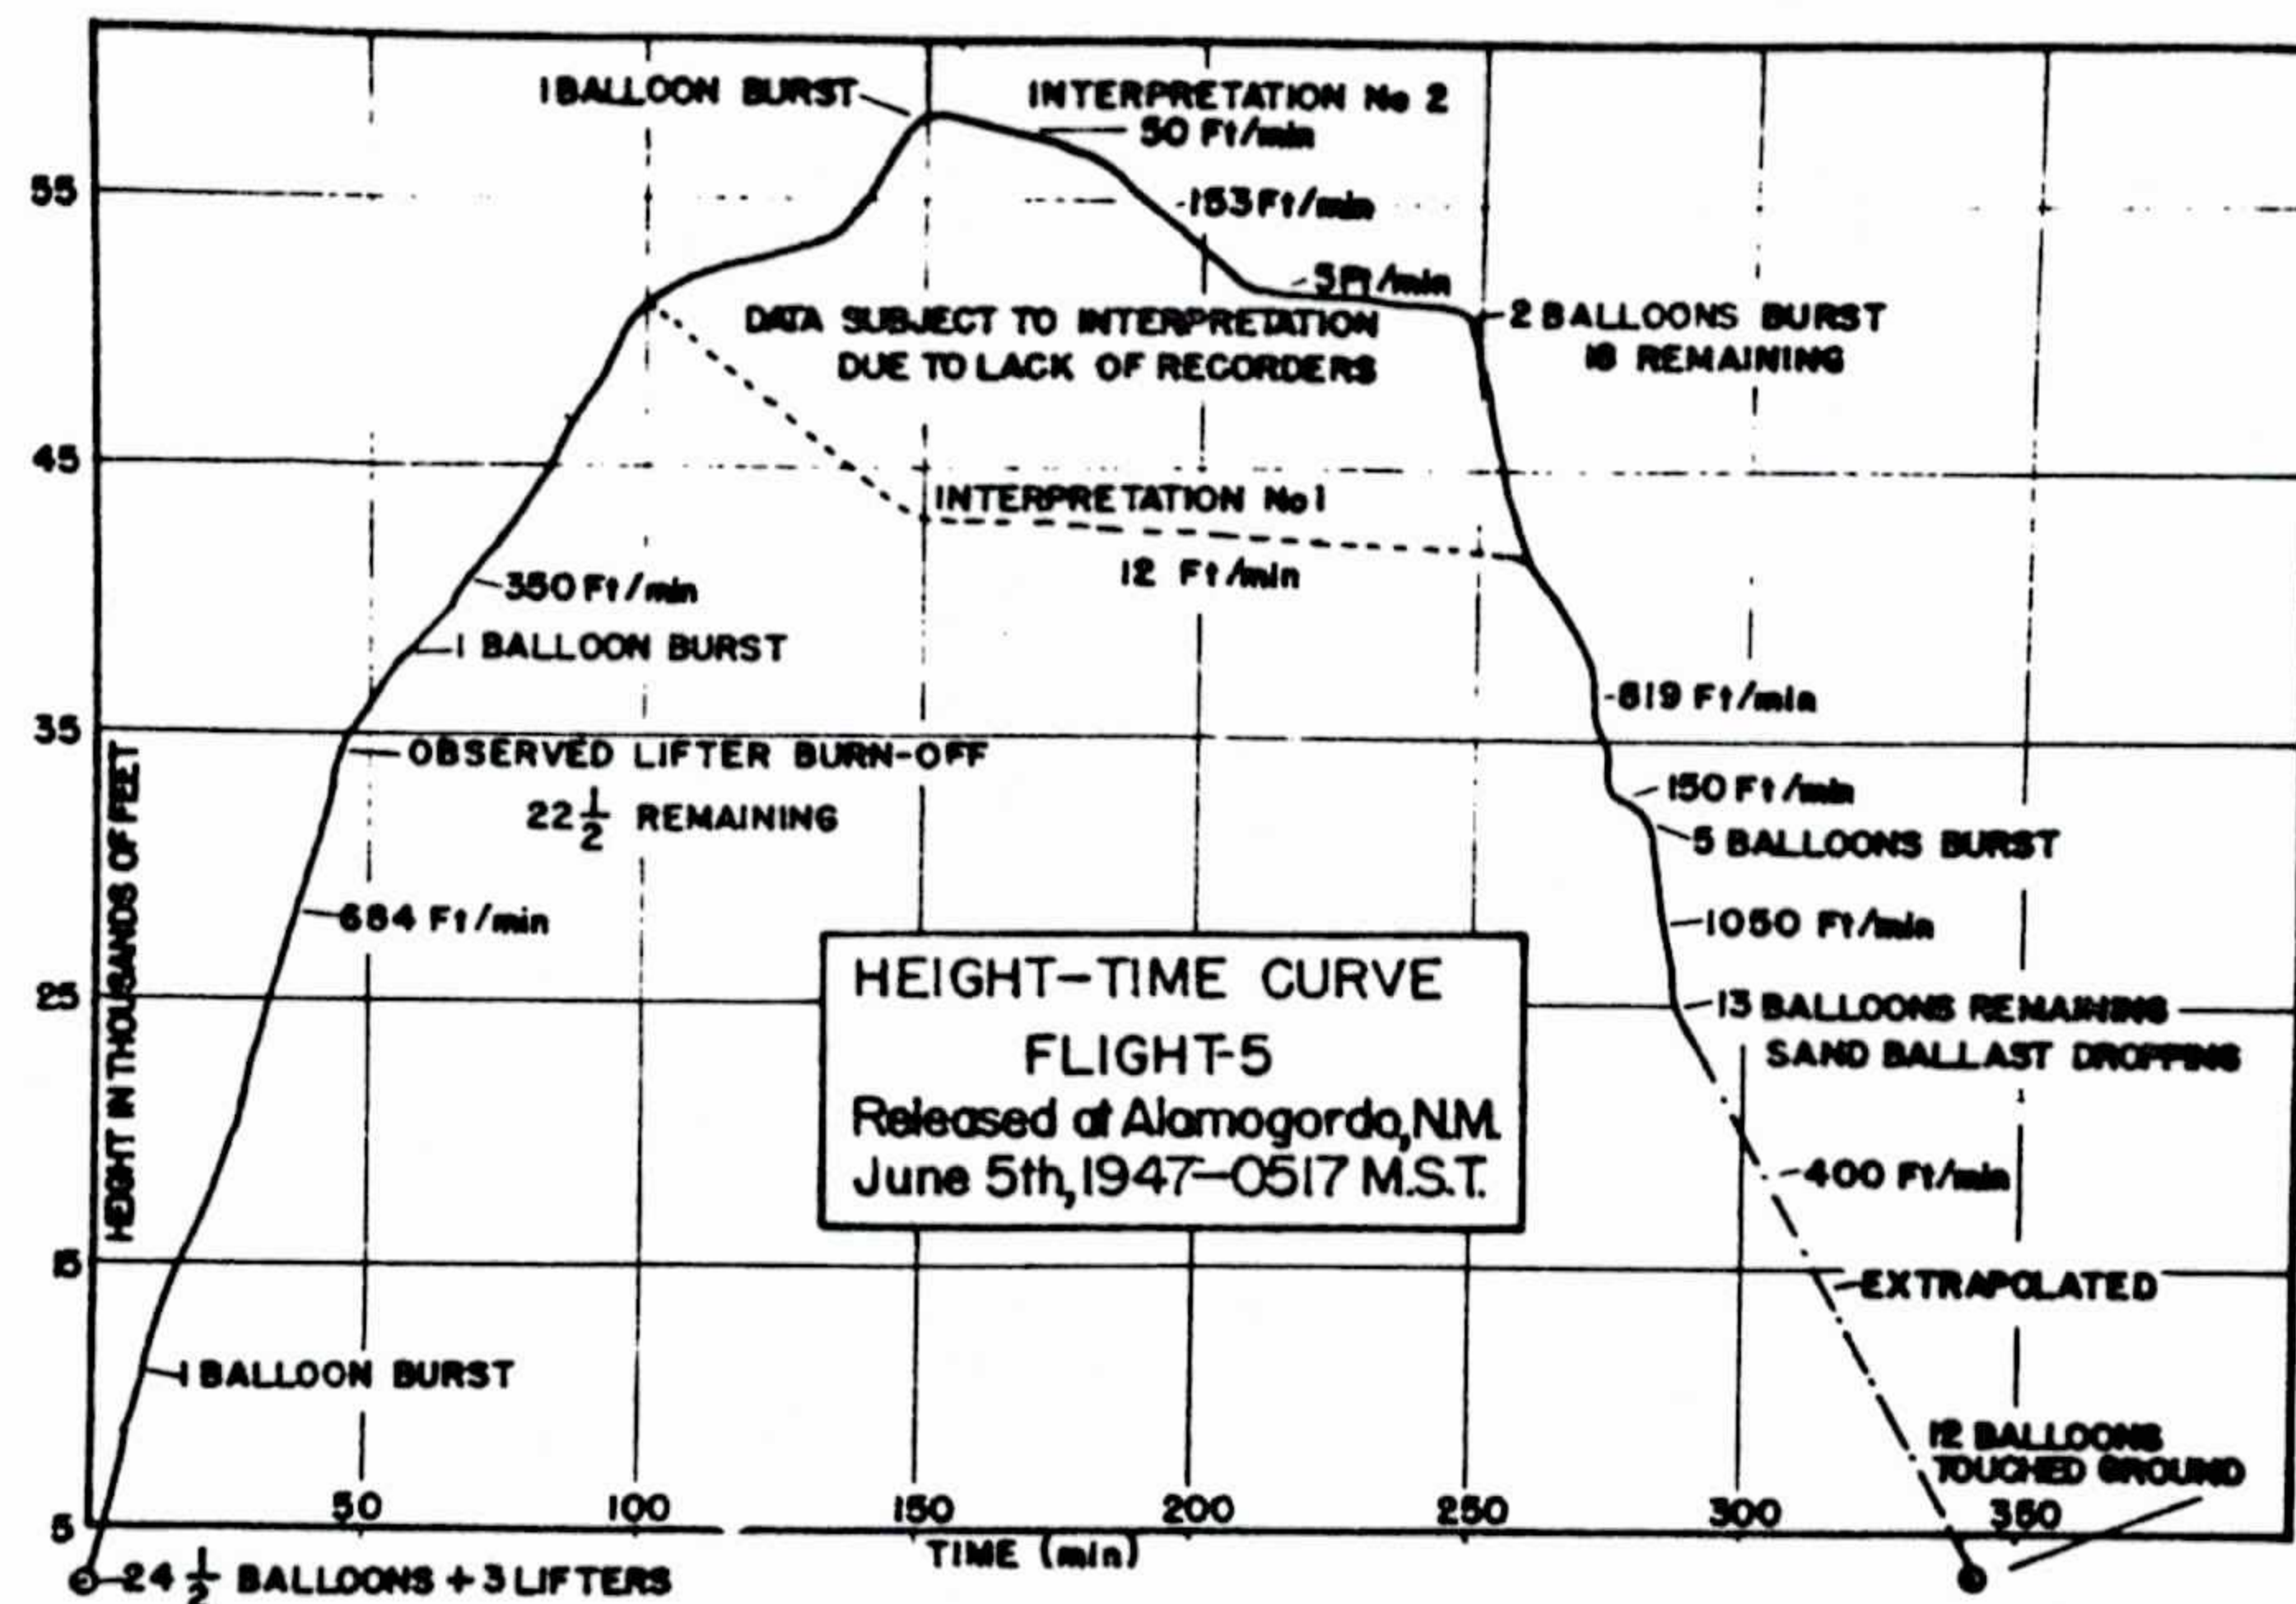 1 BALLOON BURST
INTERPRETATION No 2
50 Ft/min
55
153 Ft/min
5 Ft/min
DATA SUBJECT TO INTERPRETATION
DUE TO LACK OF RECORDERS
2 BALLOONS BURST
18 REMAINING
45
INTERPRETATION No 1
12 Ft/min
350 Ft/min
1 BALLOON BURST
819 Ft/min
35
OBSERVED LIFTER BURN-OFF
22 1/2 REMAINING
150 Ft/min
5 BALLOONS BURST
HEIGHT IN THOUSANDS OF FEET
684 Ft/min
1050 Ft/min
25
HEIGHT-TIME CURVE
FLIGHT-5
Released at Alamogordo, N.M.
June 5th, 1947-0517 M.S.T.
13 BALLOONS REMAINING
SAND BALLAST DROPPING
400 Ft/min
15
EXTRAPOLATED
1 BALLOON BURST
12 BALLOONS
TOUCHED GROUND
5
50 100 150 200 250 300 350
TIME (min)
24 1/2 BALLOONS + 3 LIFTERS